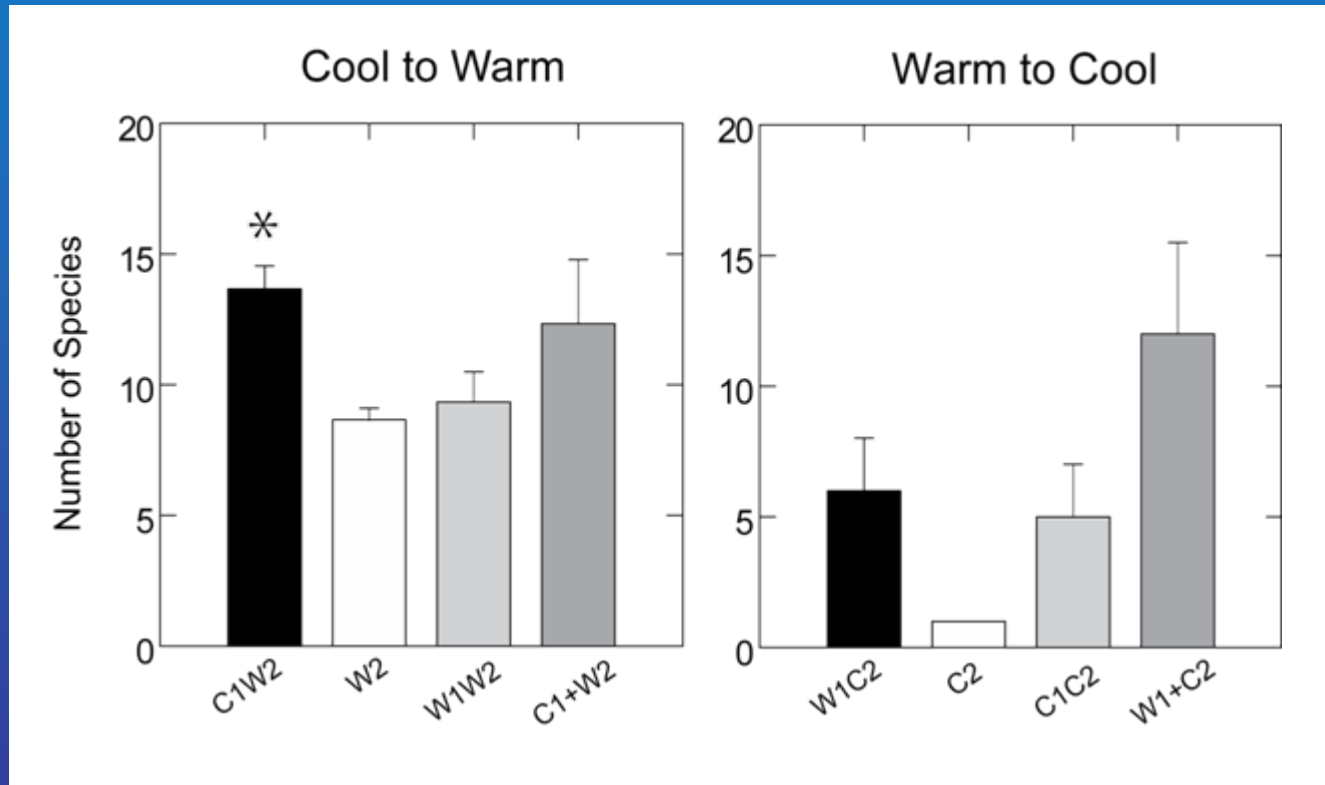 Cool to Warm
Number of Species
20
15
10
5
0
*
C1W2
W2
W1W2
C1+W2
Warm to Cool
20
15
10
5
0
W1C2
C2
C1C2
W1+C2